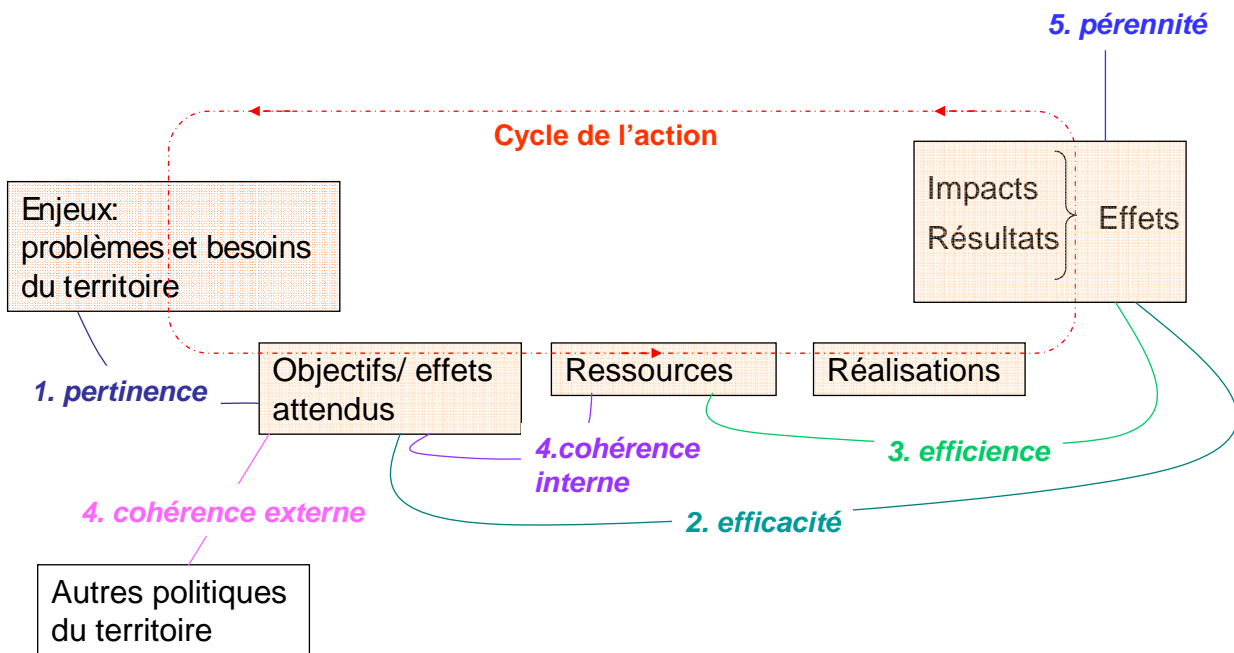 5. pérennité
Cycle de l'action
Enjeux:
problèmes et besoins
du territoire
Impacts
Résultats
Effets
1. pertinence
Objectifs/ effets
attendus
Ressources
Réalisations
4.cohérence
interne
3. efficience
4. cohérence externe
2. efficacité
Autres politiques
du territoire